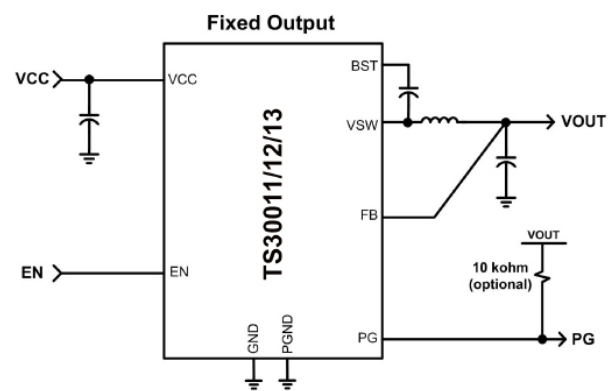 Fixed Output
VCC
VCC
BST
VSW
VOUT
TS30011/12/13
FB
VOUT
10 kohm
(optional)
EN
EN
GND
PGND
PG
PG